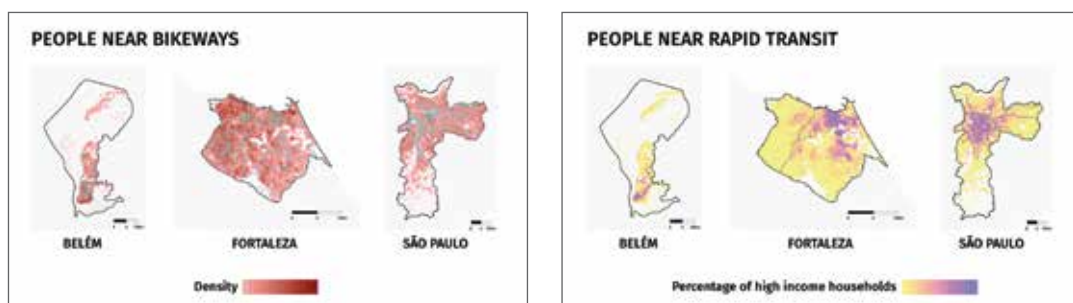 PEOPLE NEAR BIKEWAYS
BELÉM
FORTALEZA
SÃO PAULO
Density
PEOPLE NEAR RAPID TRANSIT
BELÉM
FORTALEZA
SÃO PAULO
Percentage of high income households